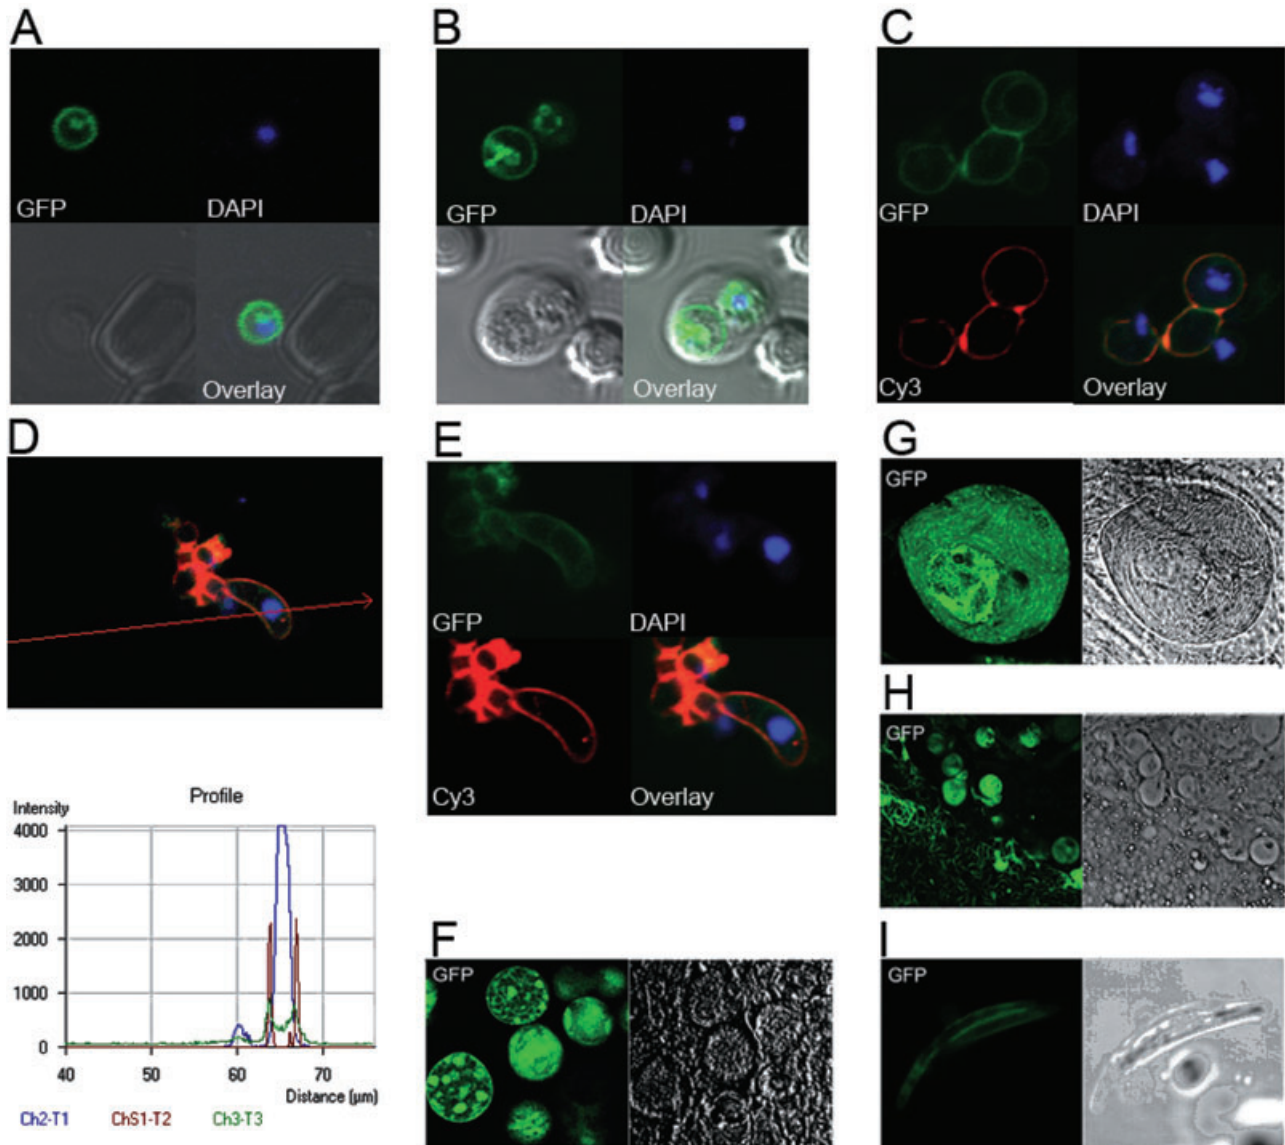 A
B
C
GFP
DAPI
Overlay
GFP
DAPI
Overlay
GFP
DAPI
Cy3
Overlay
D
E
G
GFP
DAPI
Cy3
Overlay
GFP
H
GFP
Profile
Intensity
4000
3000
2000
1000
0
40 50 60 70
Distance (µm)
Ch2-T1 ChS1-T2 Ch3-T3
F
GFP
I
GFP